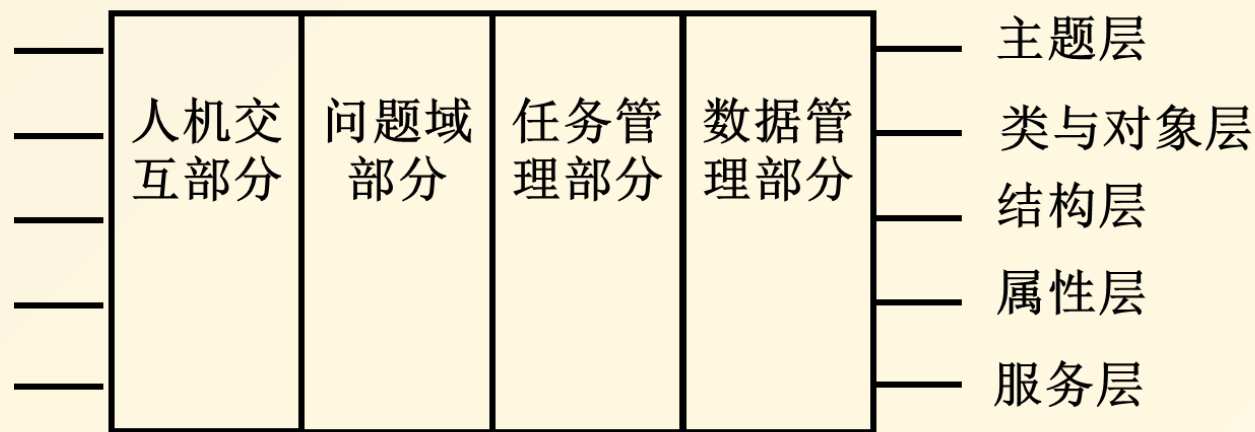 人机交
互部分
问题域
部分
任务管
理部分
数据管
理部分
主题层
类与对象层
结构层
属性层
服务层